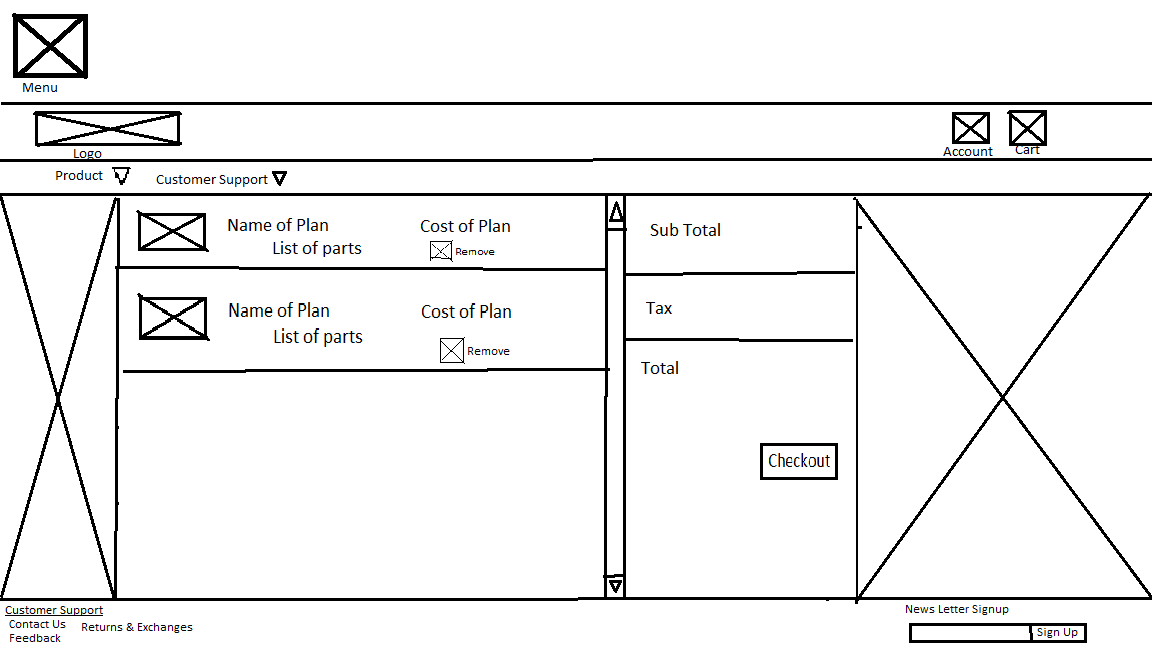 Menu
Logo
Account
Cart
Product
Customer Support
Name of Plan
Cost of Plan
List of parts
Remove
Name of Plan
Cost of Plan
List of parts
Remove
Sub Total
Tax
Total
Checkout
Customer Support
Contact Us
Returns & Exchanges
Feedback
News Letter Signup
Sign Up